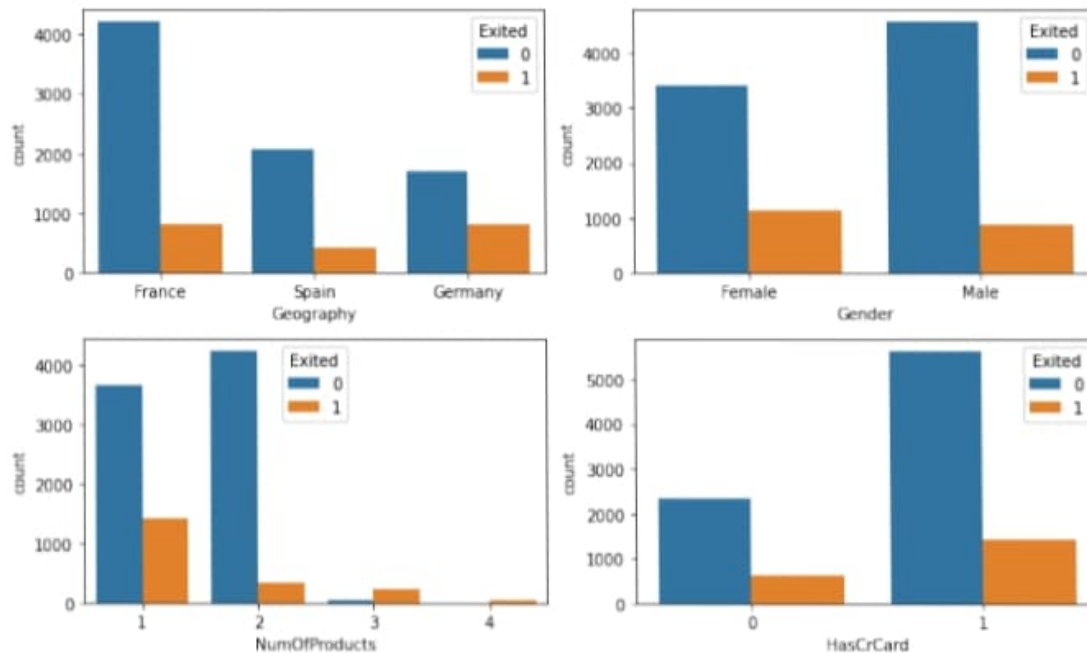 4000
3000
2000
1000
0
count
France
Spain
Germany
Geography
Exited
0
1
4000
3000
2000
1000
0
count
Female
Male
Gender
Exited
0
1
4000
3000
2000
1000
0
count
1
2
3
4
NumOfProducts
Exited
0
1
5000
4000
3000
2000
1000
0
count
0
1
HasCrCard
Exited
0
1